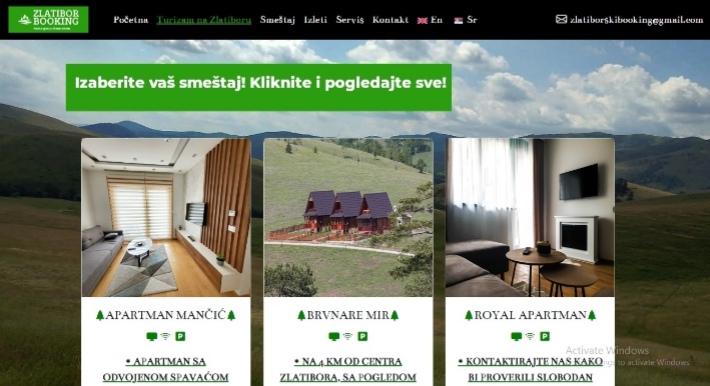 ZLATIBOR
BOOKING
Početna Turizam na Zlatiboru Smeštaj Izleti Servis Kontakt En Sr zlatiborskibooking@gmail.com
Izaberite vaš smeštaj! Kliknite i pogledajte sve!
APARTMAN MANČIĆ
BRVNARE MIR
ROYAL APARTMAN
P
P
P
• APARTMAN SA
ODVOJENOM SPAVAĆOM
• NA 4 KM OD CENTRA
ZLATIBORA, SA POGLEDOM
• KONTAKTIRAJTE NAS KAKO
BI PROVERILI SLOBODAN
Activate Windows
to Settings to activate Windows